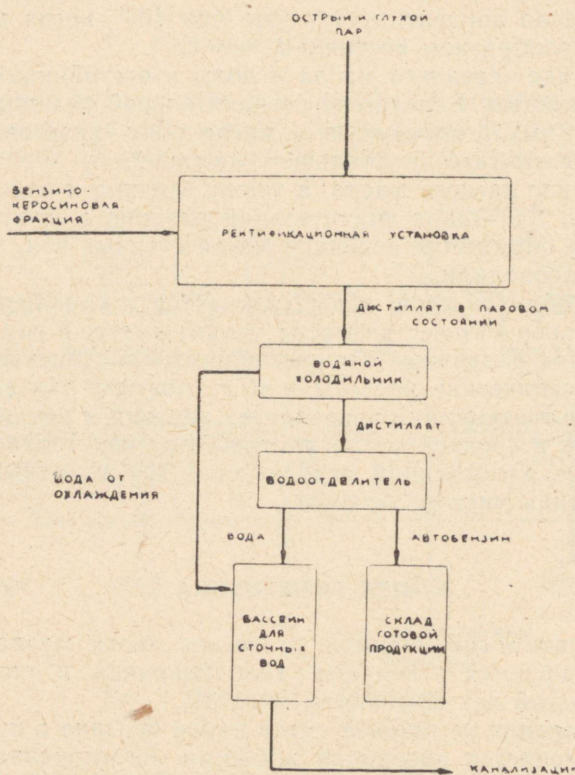 ОСТРЫЙ И ГЛУХОЙ
ПАР
БЕНЗИНО-
КЕРОСИНОВАЯ
ФРАКЦИЯ
РЕКТИФИКАЦИОННАЯ УСТАНОВКА
ДИСТИЛЛЯТ В ПАРОВОМ
СОСТОЯНИИ
ВОДЯНОЙ
ХОЛОДИЛЬНИК
ДИСТИЛЛЯТ
ВОДА ОТ
ОХЛАЖДЕНИЯ
ВОДООТДЕЛИТЕЛЬ
ВОДА
АВТОБЕНЗИН
БАССЕЙН
ДЛЯ
СТОЧНЫХ
ВОД
СКЛАД
ГОТОВОЙ
ПРОДУКЦИИ
КАНАЛИЗАЦИЯ